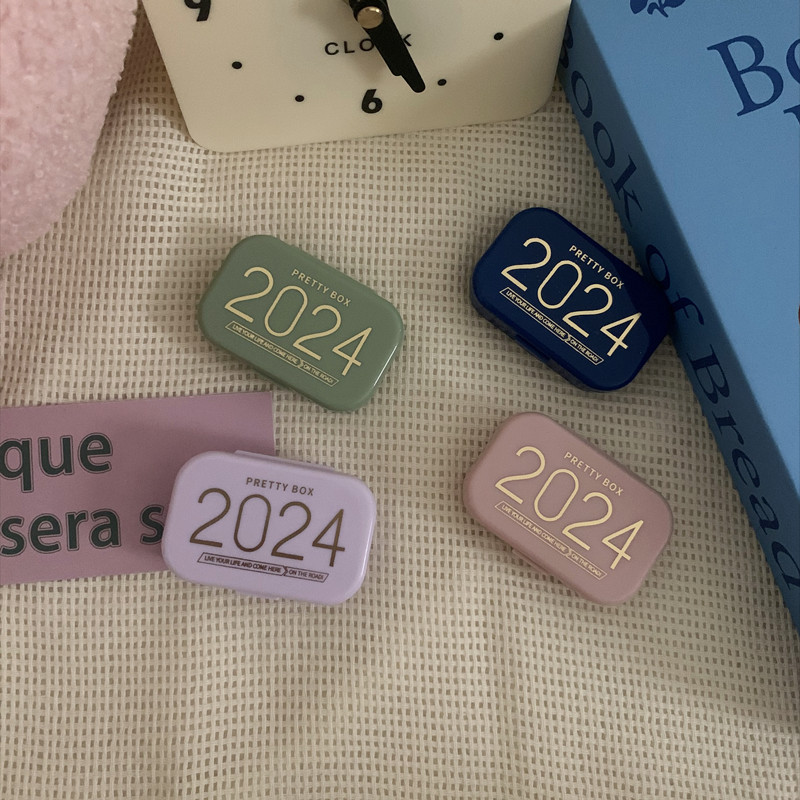 9
CLOCK
6
Bo
Book of Bread
PRETTY BOX
2024
LIVE YOUR LIFE AND COME HERE ON THE ROAD!
PRETTY BOX
2024
LIVE YOUR LIFE AND COME HERE ON THE ROAD!
que
sera s
PRETTY BOX
2024
LIVE YOUR LIFE AND COME HERE ON THE ROAD!
PRETTY BOX
2024
LIVE YOUR LIFE AND COME HERE ON THE ROAD!